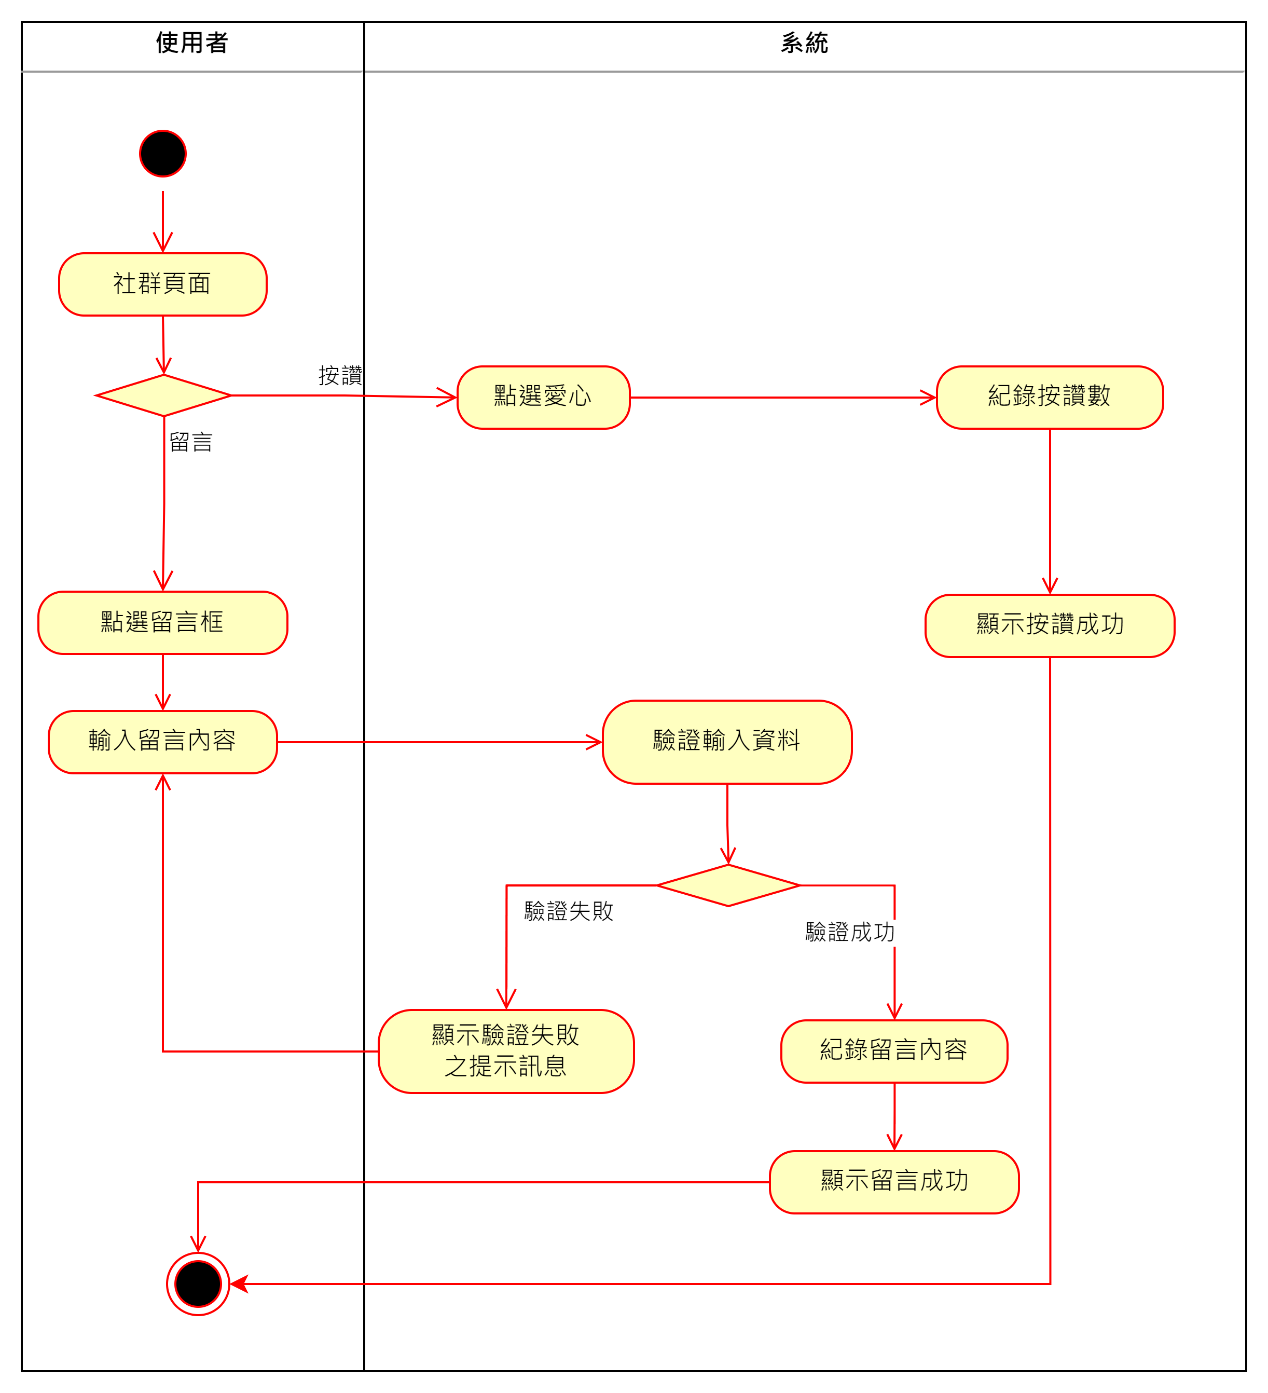 使用者
系統
社群頁面
按讚
點選愛心
紀錄按讚數
留言
點選留言框
顯示按讚成功
輸入留言內容
驗證輸入資料
驗證失敗
驗證成功
顯示驗證失敗
之提示訊息
紀錄留言內容
顯示留言成功